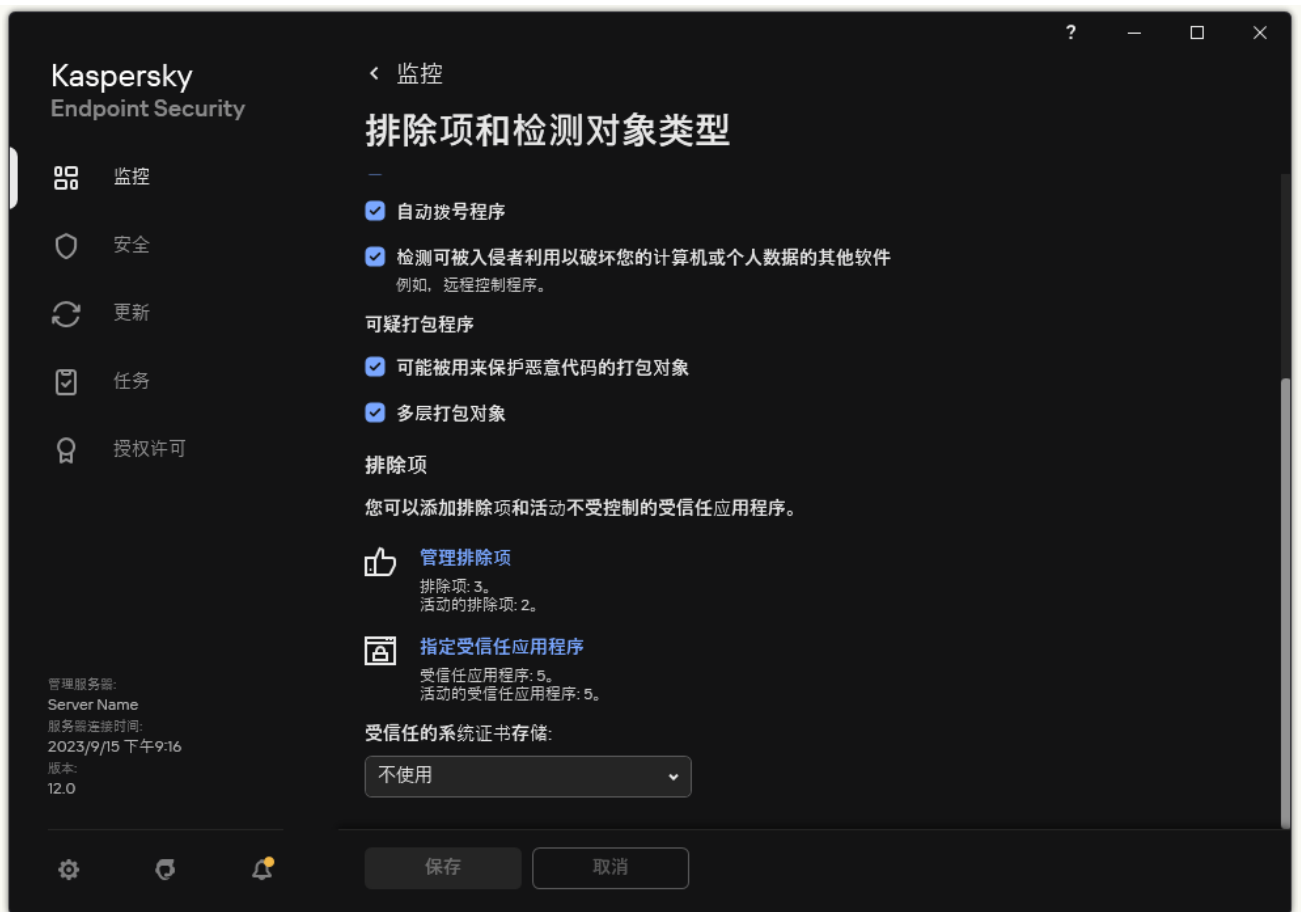 ?
Kaspersky
Endpoint Security
监控
安全
更新
任务
授权许可
管理服务器:
Server Name
服务器连接时间:
2023/9/15 下午9:16
版本:
12.0
监控
排除项和检测对象类型
自动拨号程序
检测可被入侵者利用以破坏您的计算机或个人数据的其他软件
例如，远程控制程序。
可疑打包程序
可能被用来保护恶意代码的打包对象
多层打包对象
排除项
您可以添加排除项和活动不受控制的受信任应用程序。
管理排除项
排除项: 3。
活动的排除项: 2。
指定受信任应用程序
受信任应用程序: 5。
活动的受信任应用程序: 5。
受信任的系统证书存储:
不使用
保存
取消